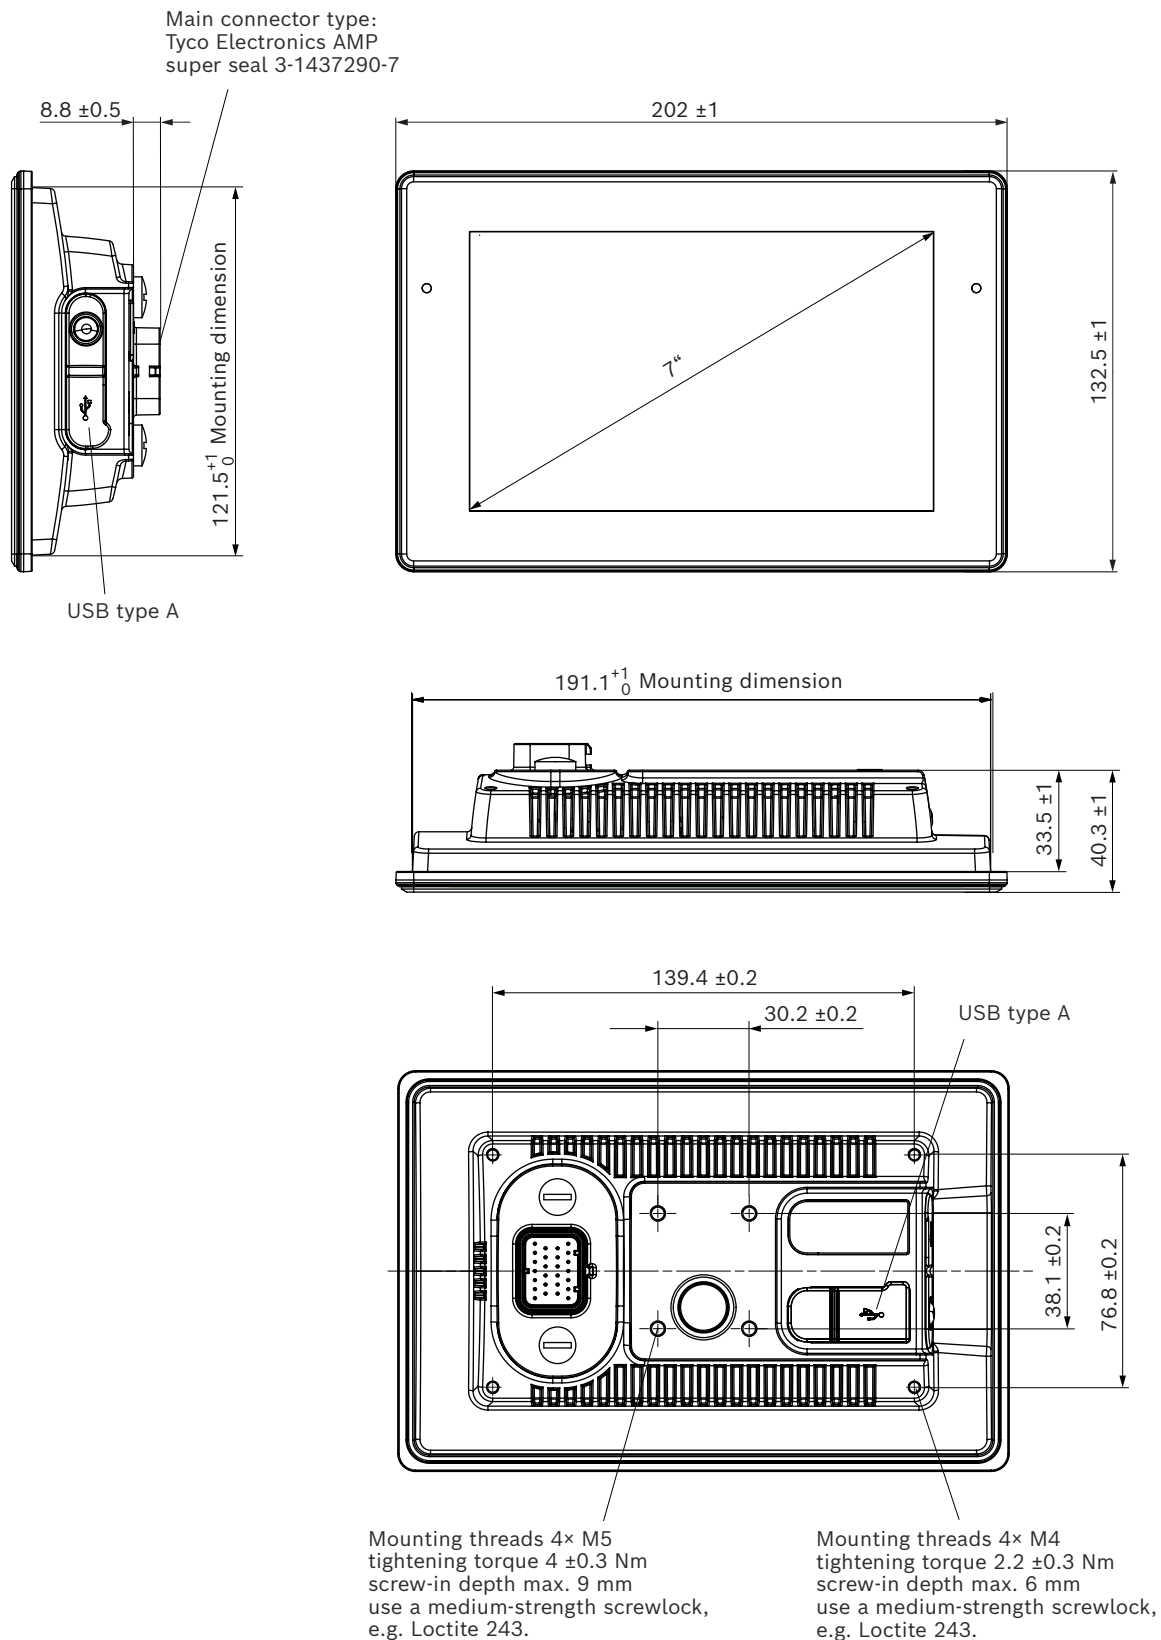 Main connector type:
Tyco Electronics AMP
super seal 3-1437290-7
8.8 ±0.5
202 ±1
121.5 +1 0 Mounting dimension
7“
132.5 ±1
USB type A
191.1 +1 0 Mounting dimension
33.5 ±1
40.3 ±1
139.4 ±0.2
30.2 ±0.2
USB type A
38.1 ±0.2
76.8 ±0.2
Mounting threads 4× M5
tightening torque 4 ±0.3 Nm
screw-in depth max. 9 mm
use a medium-strength screwlock,
e.g. Loctite 243.
Mounting threads 4× M4
tightening torque 2.2 ±0.3 Nm
screw-in depth max. 6 mm
use a medium-strength screwlock,
e.g. Loctite 243.